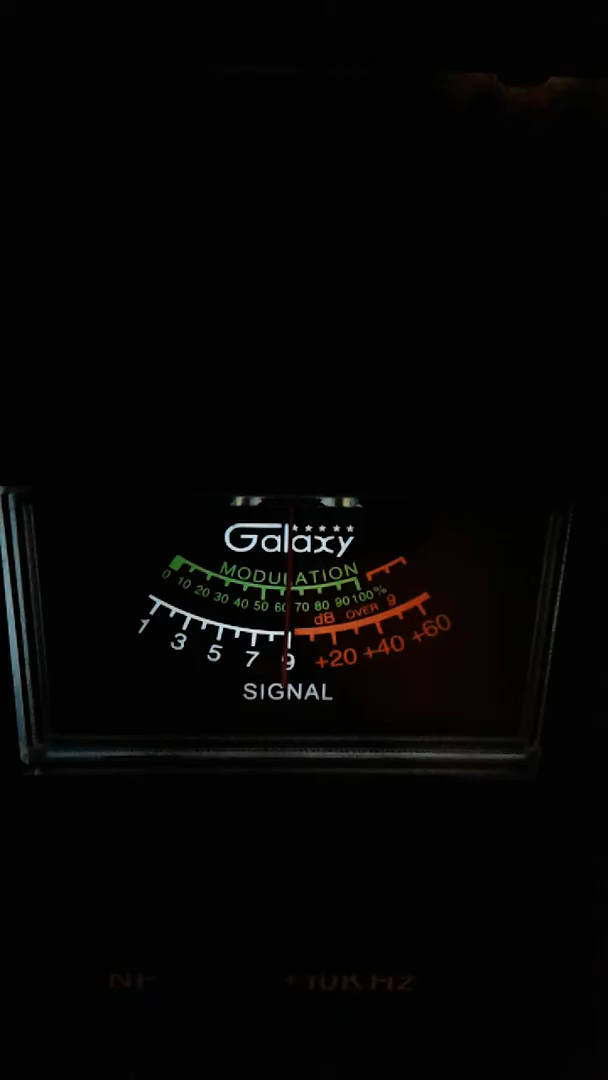 Galaxy
MODULATION
0 10 20 30 40 50 60 70 80 90 100%
dB OVER 9
1 3 5 7 9 +20 +40 +60
SIGNAL
+10KHz